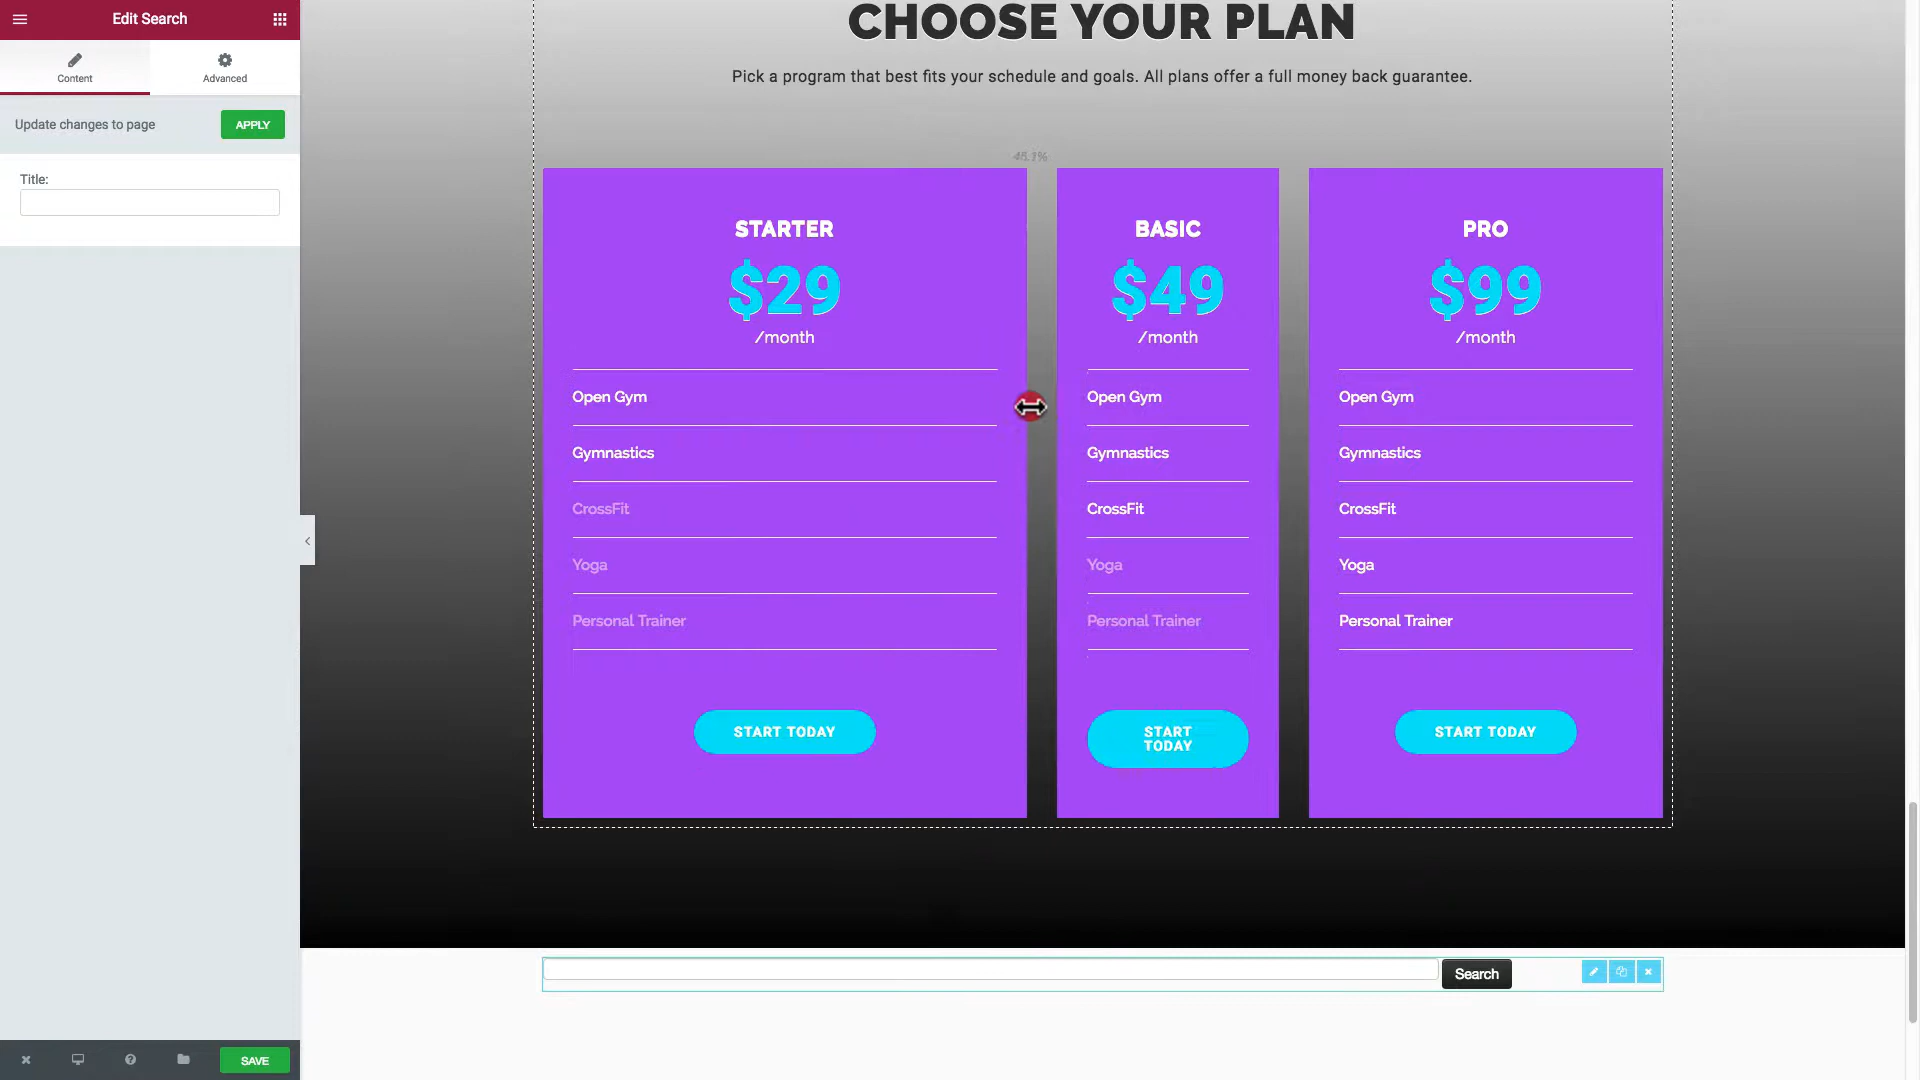 Edit Search
Content
Advanced
Update changes to page
APPLY
Title:
SAVE
CHOOSE YOUR PLAN
Pick a program that best fits your schedule and goals. All plans offer a full money back guarantee.
STARTER
$29
/month
Open Gym
Gymnastics
CrossFit
Yoga
Personal Trainer
START TODAY
BASIC
$49
/month
Open Gym
Gymnastics
CrossFit
Yoga
Personal Trainer
START
TODAY
PRO
$99
/month
Open Gym
Gymnastics
CrossFit
Yoga
Personal Trainer
START TODAY
Search